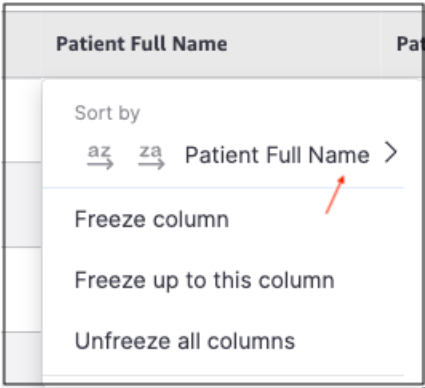 Patient Full Name Pat
Sort by
az za Patient Full Name
Freeze column
Freeze up to this column
Unfreeze all columns